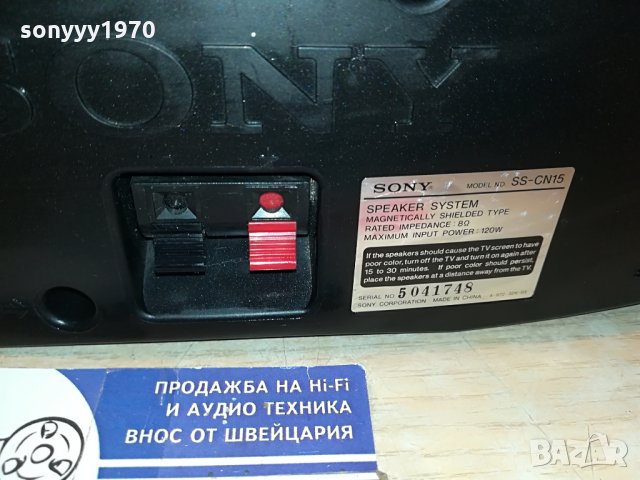 sonyyy1970
SONY
SONY MODEL NO. SS-CN15
SPEAKER SYSTEM
MAGNETICALLY SHIELDED TYPE
RATED IMPEDANCE : 8Ω
MAXIMUM INPUT POWER : 120W
If the speakers should cause the TV screen to have
poor color, turn off the TV and turn it on again after
15 to 30 minutes. If poor color should persist,
place the speakers at a distance away from the TV.
SERIAL NO. 5041748
SONY CORPORATION MADE IN CHINA
ПРОДАЖБА НА Hi-Fi
И АУДИО ТЕХНИКА
ВНОС ОТ ШВЕЙЦАРИЯ
BAZAR